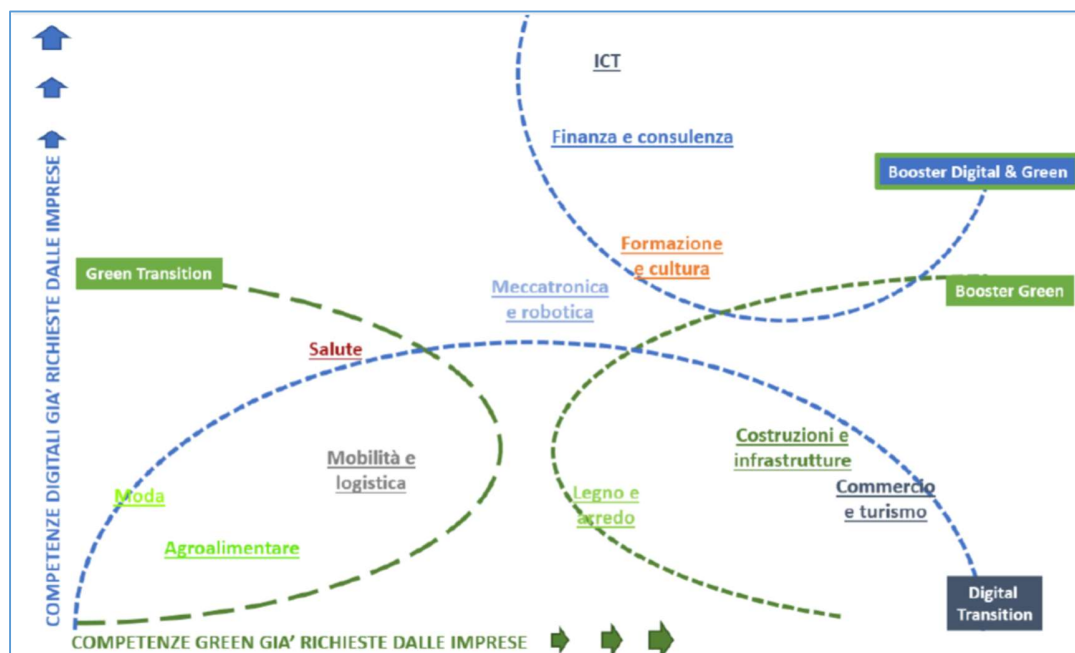 ICT
Finanza e consulenza
Booster Digital & Green
Formazione
e cultura
Green Transition
Meccatronica
e robotica
Booster Green
Salute
Costruzioni e
infrastrutture
Mobilità e
logistica
Moda
Legno e
arredo
Commercio
e turismo
Agroalimentare
Digital
Transition
COMPETENZE DIGITALI GIA' RICHIESTE DALLE IMPRESE
COMPETENZE GREEN GIA' RICHIESTE DALLE IMPRESE